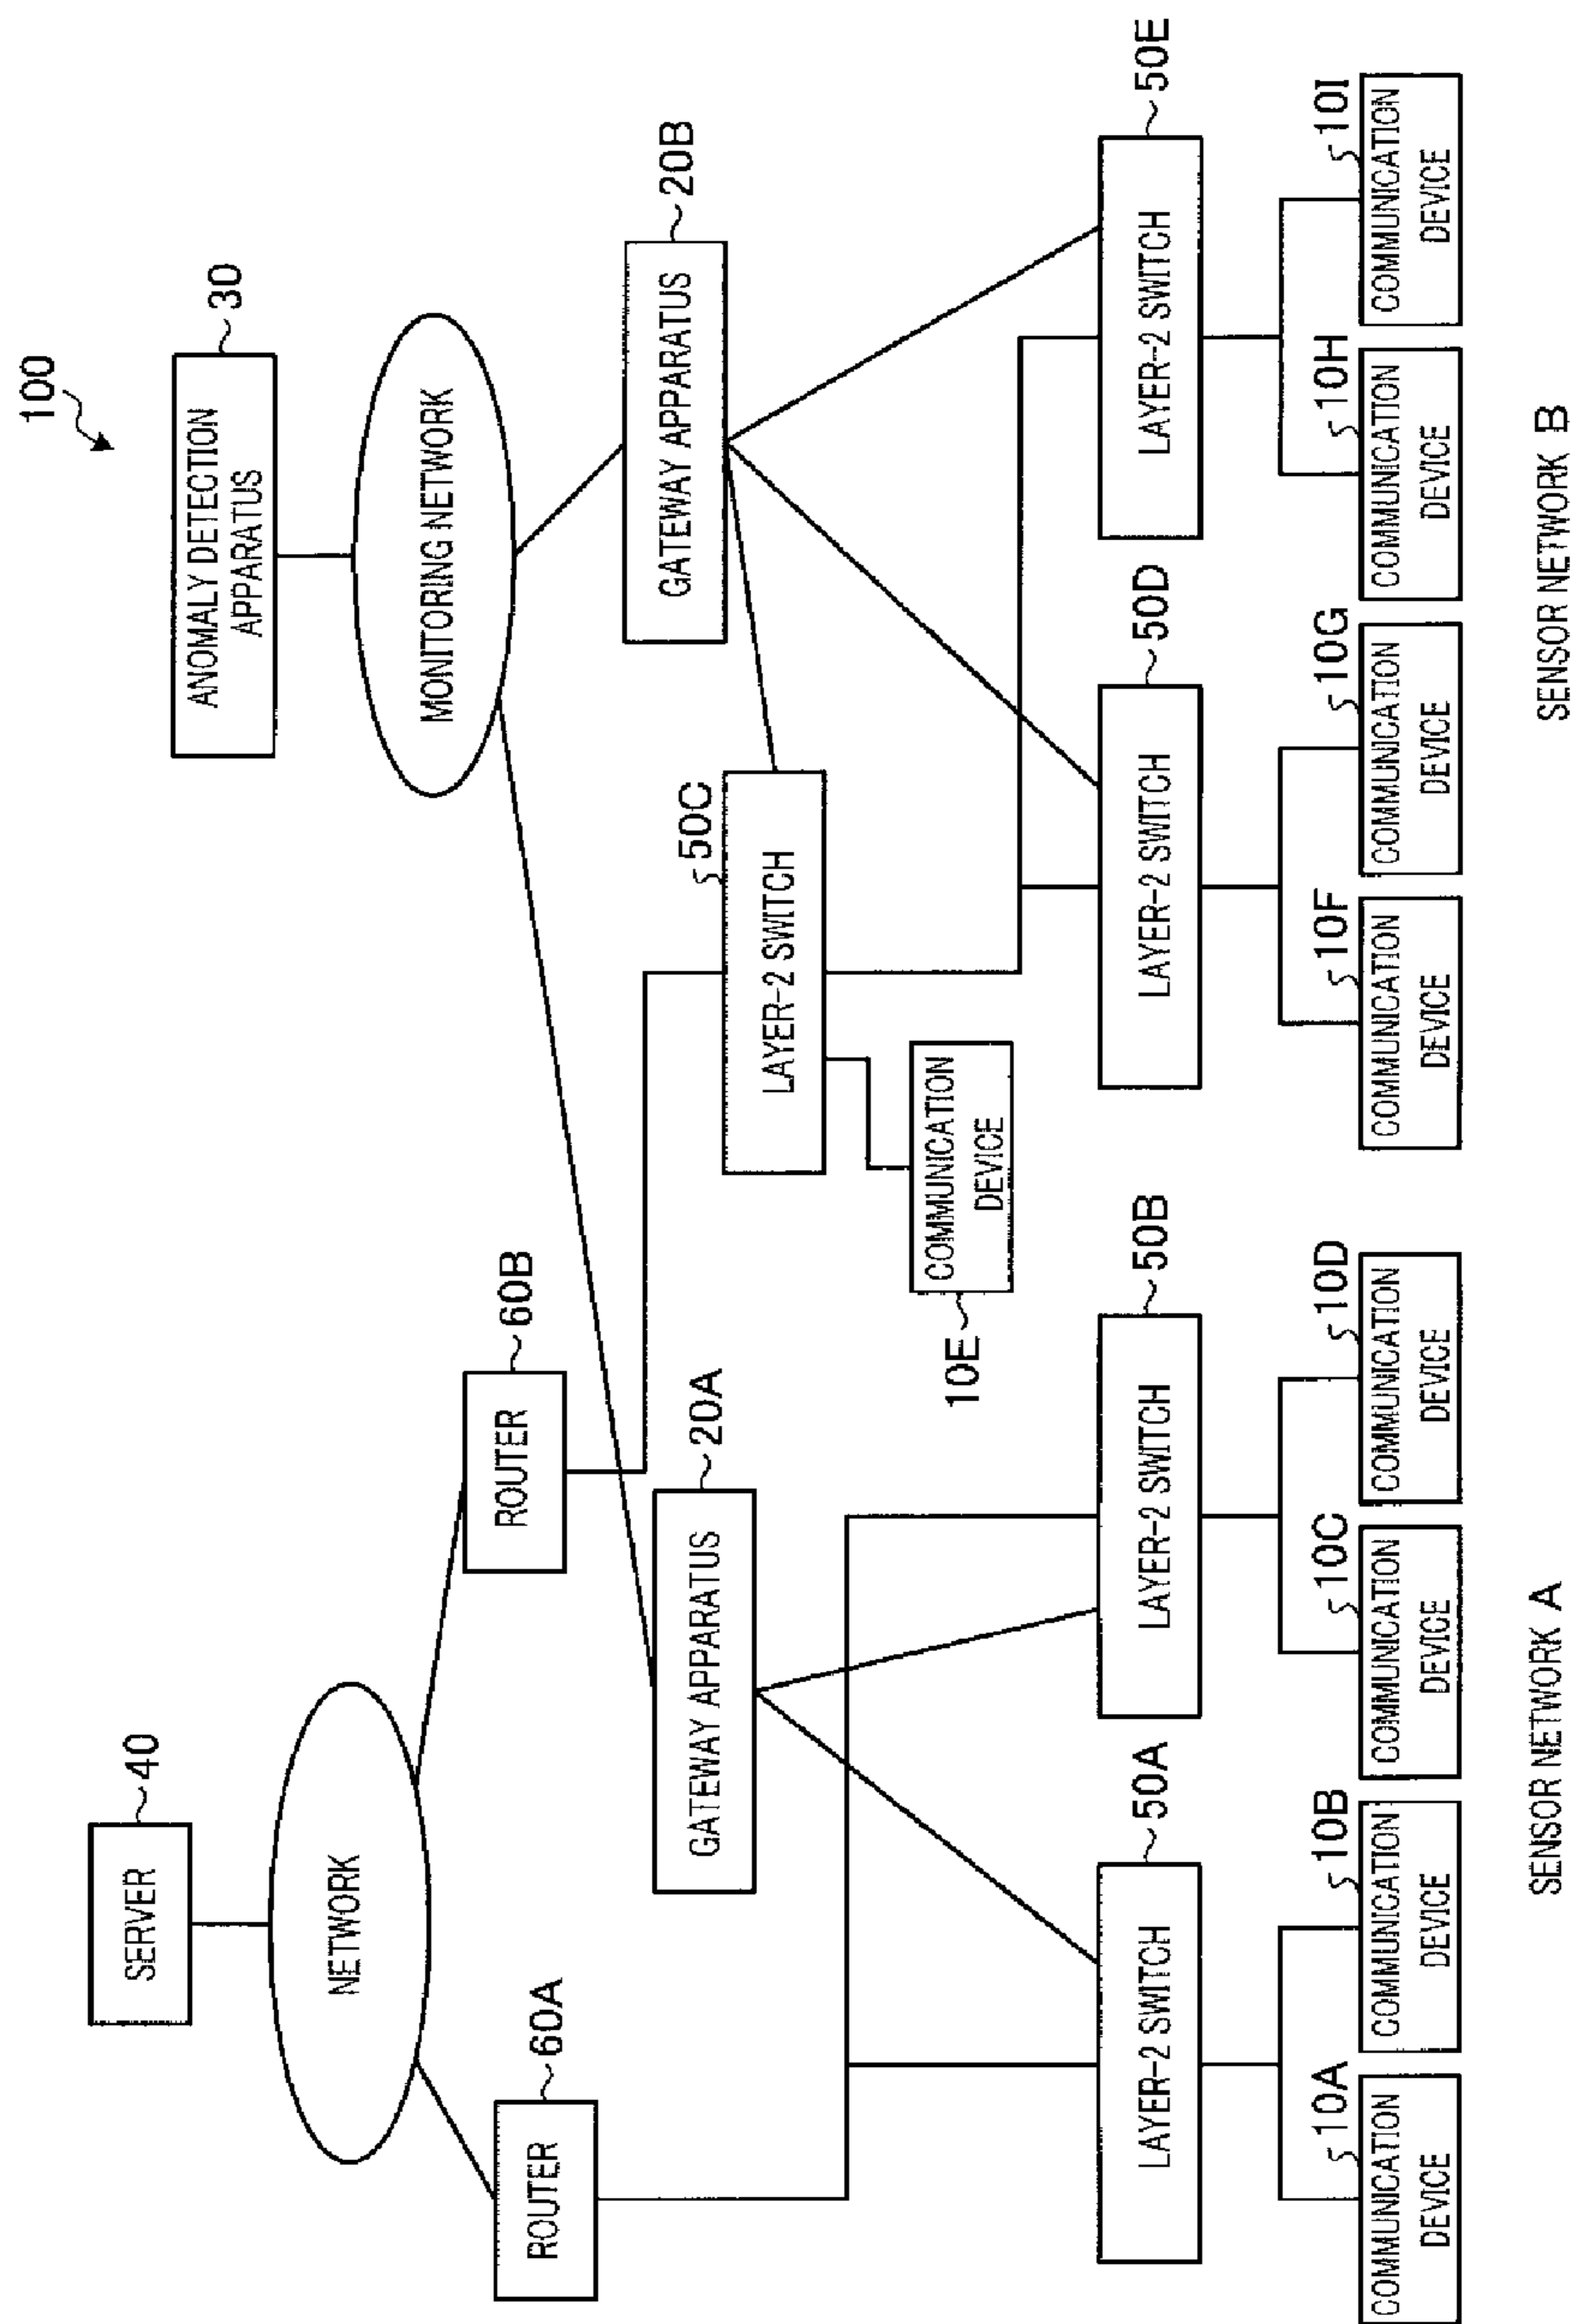 100
SERVER
40
ANOMALY DETECTION
APPARATUS
30
NETWORK
MONITORING NETWORK
ROUTER
60A
ROUTER
60B
GATEWAY APPARATUS
20A
GATEWAY APPARATUS
20B
LAYER-2 SWITCH
50C
COMMUNICATION
DEVICE
10E
LAYER-2 SWITCH
50A
LAYER-2 SWITCH
50B
LAYER-2 SWITCH
50D
LAYER-2 SWITCH
50E
10A
COMMUNICATION
DEVICE
10B
COMMUNICATION
DEVICE
10C
COMMUNICATION
DEVICE
10D
COMMUNICATION
DEVICE
10F
COMMUNICATION
DEVICE
10G
COMMUNICATION
DEVICE
10H
COMMUNICATION
DEVICE
10I
COMMUNICATION
DEVICE
SENSOR NETWORK A
SENSOR NETWORK B